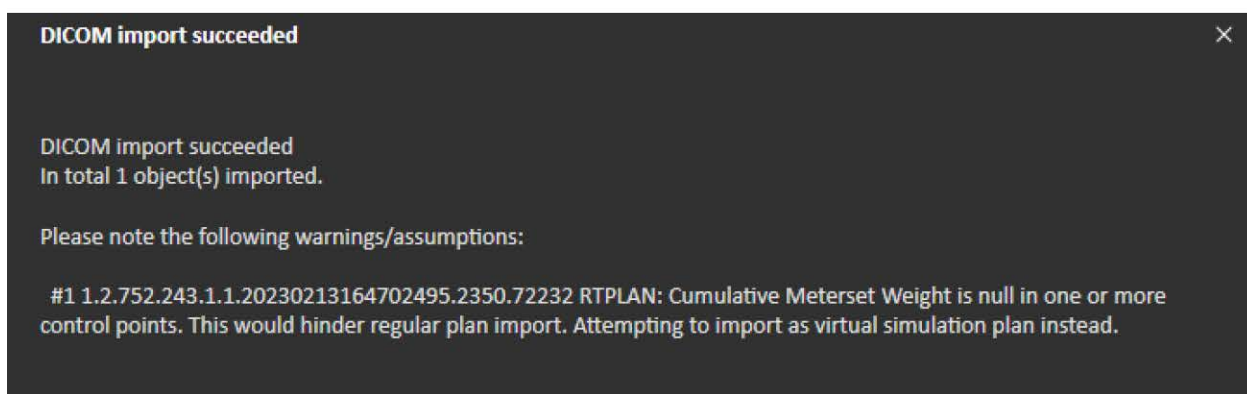 DICOM import succeeded
DICOM import succeeded
In total 1 object(s) imported.
Please note the following warnings/assumptions:
#1 1.2.752.243.1.1.20230213164702495.2350.72232 RTPLAN: Cumulative Meterset Weight is null in one or more
control points. This would hinder regular plan import. Attempting to import as virtual simulation plan instead.